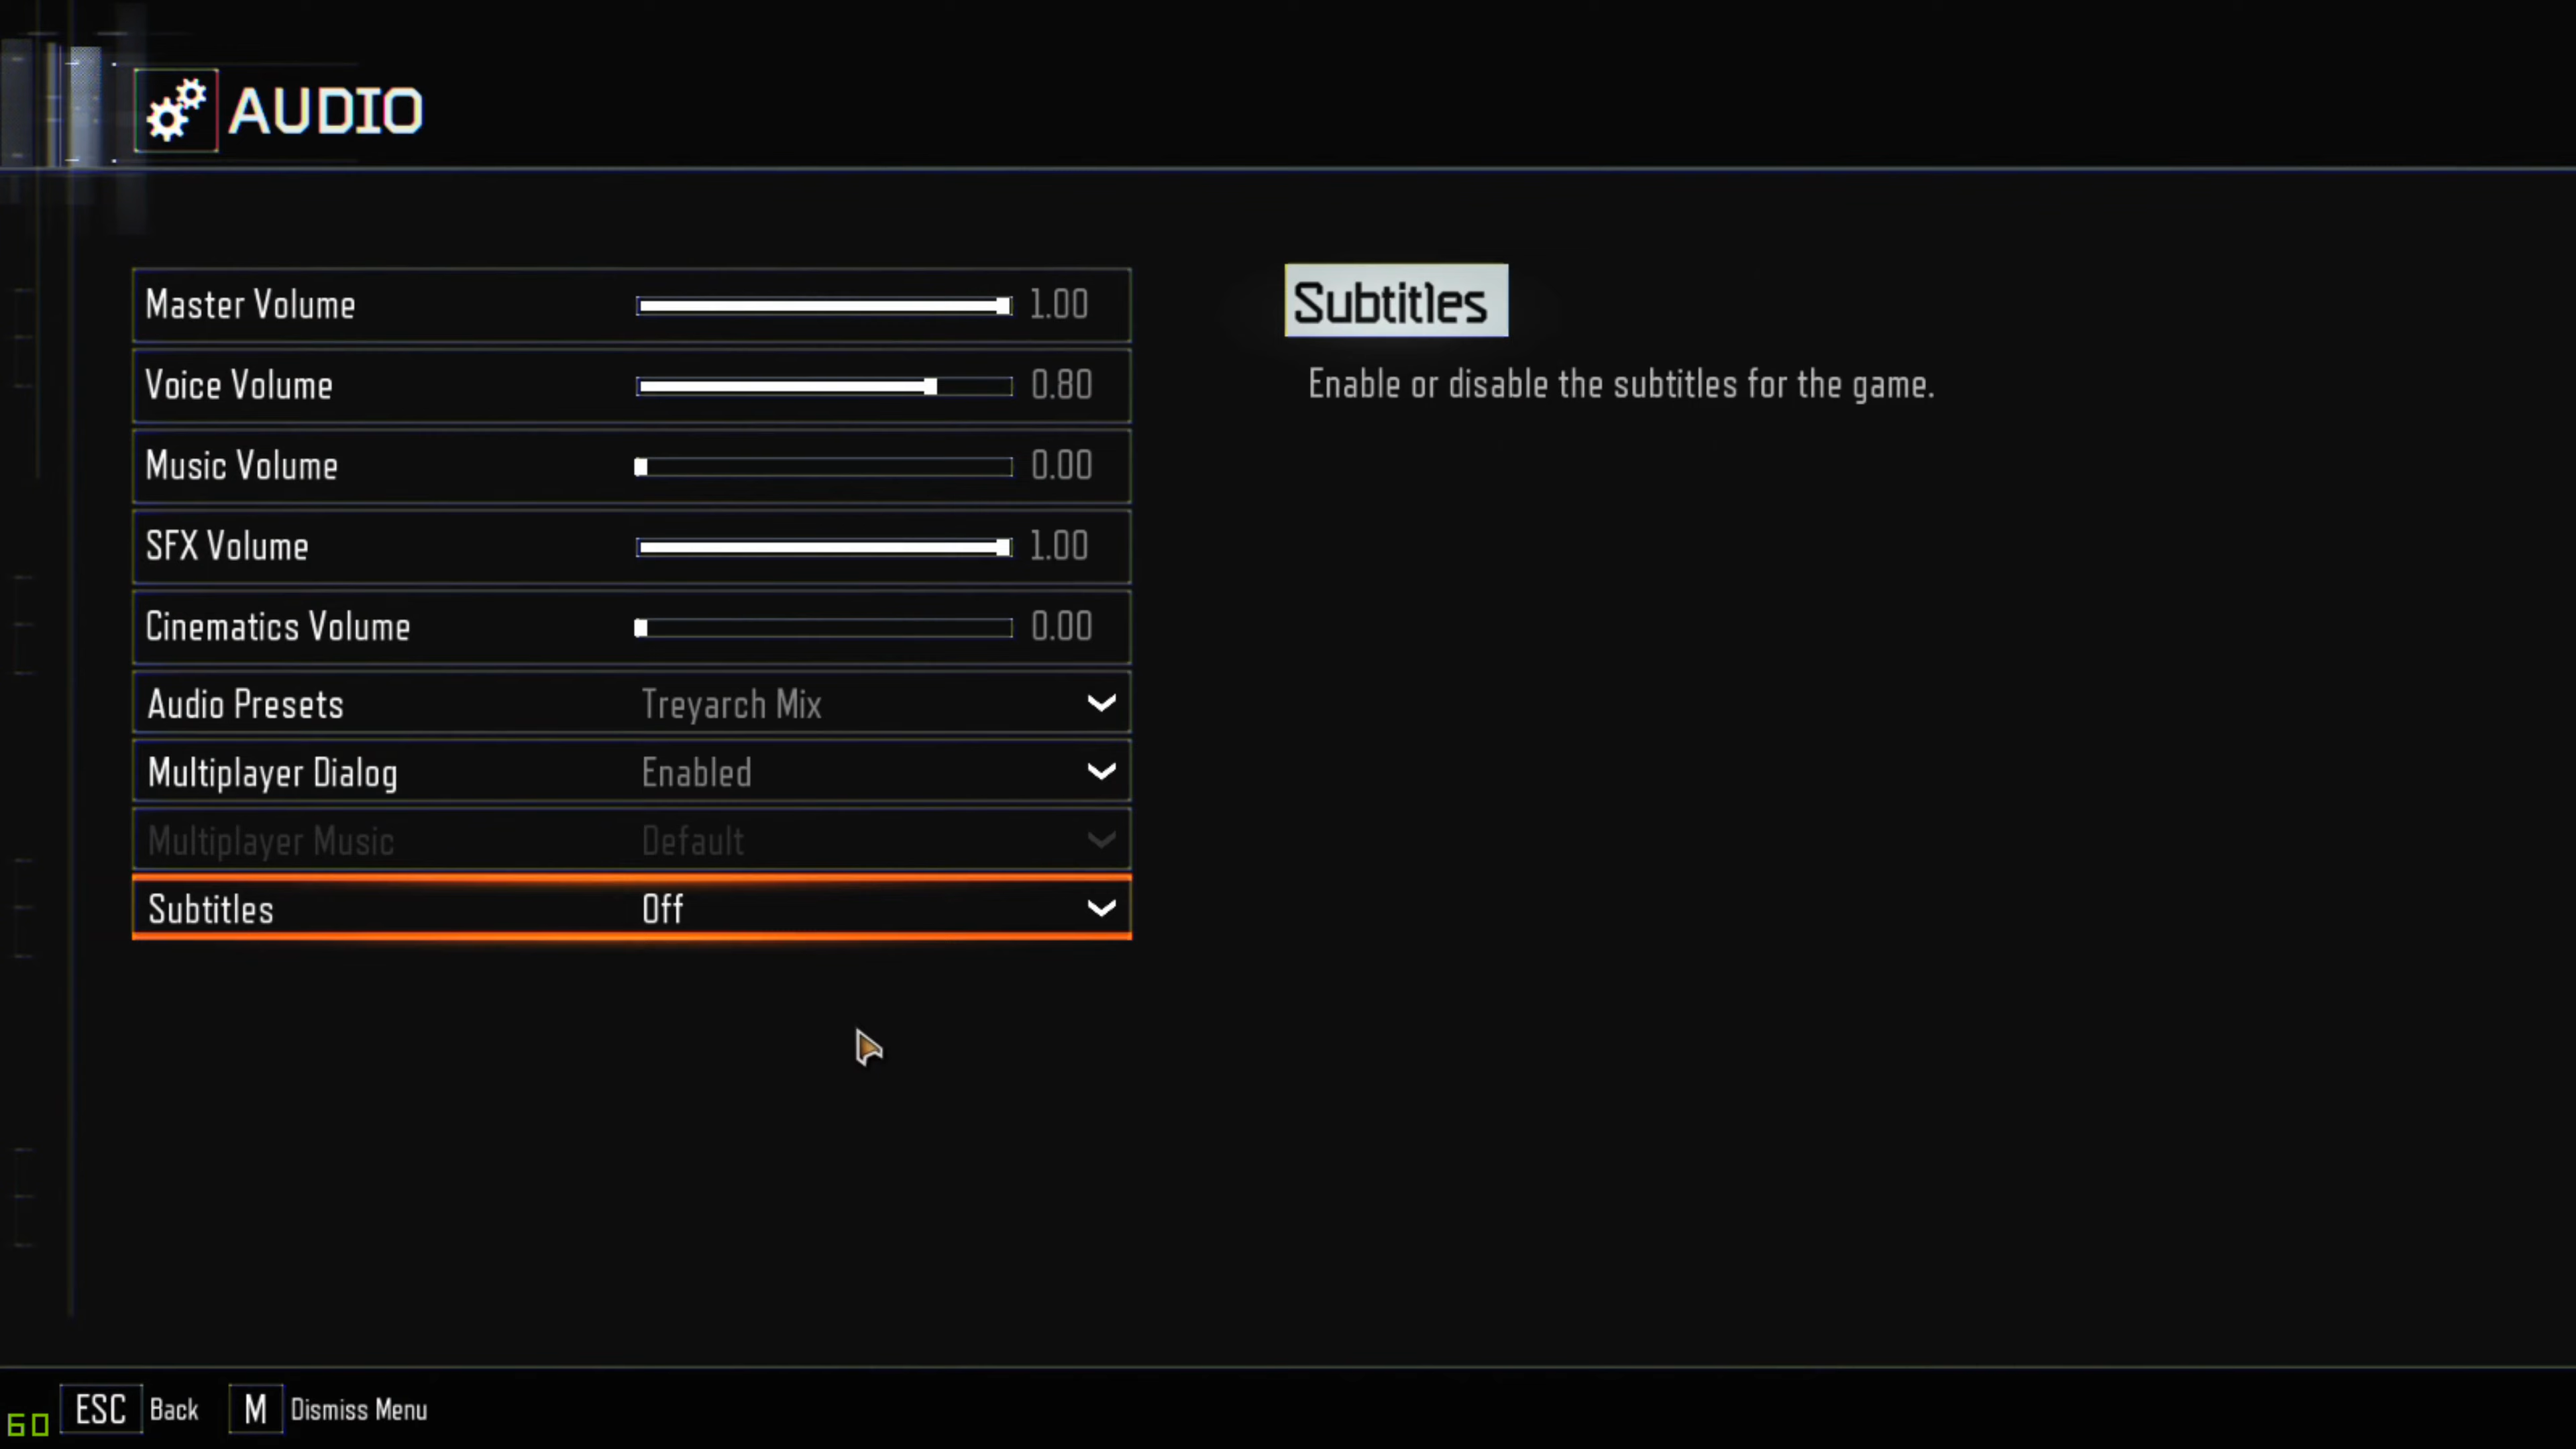 AUDIO
Master Volume 1.00
Voice Volume 0.80
Music Volume 0.00
SFX Volume 1.00
Cinematics Volume 0.00
Audio Presets Treyarch Mix
Multiplayer Dialog Enabled
Multiplayer Music Default
Subtitles Off
Subtitles
Enable or disable the subtitles for the game.
60 ESC Back M Dismiss Menu